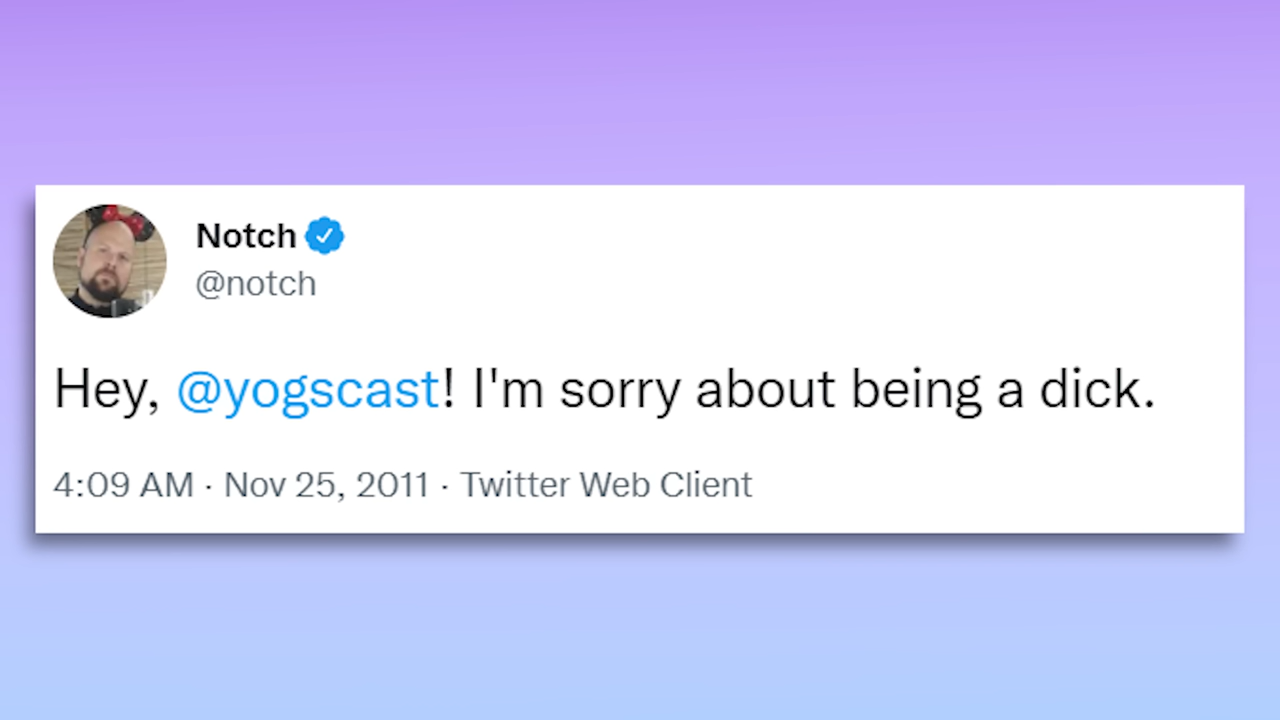 Notch
@notch
Hey, @yogscast! I'm sorry about being a dick.
4:09 AM · Nov 25, 2011 · Twitter Web Client